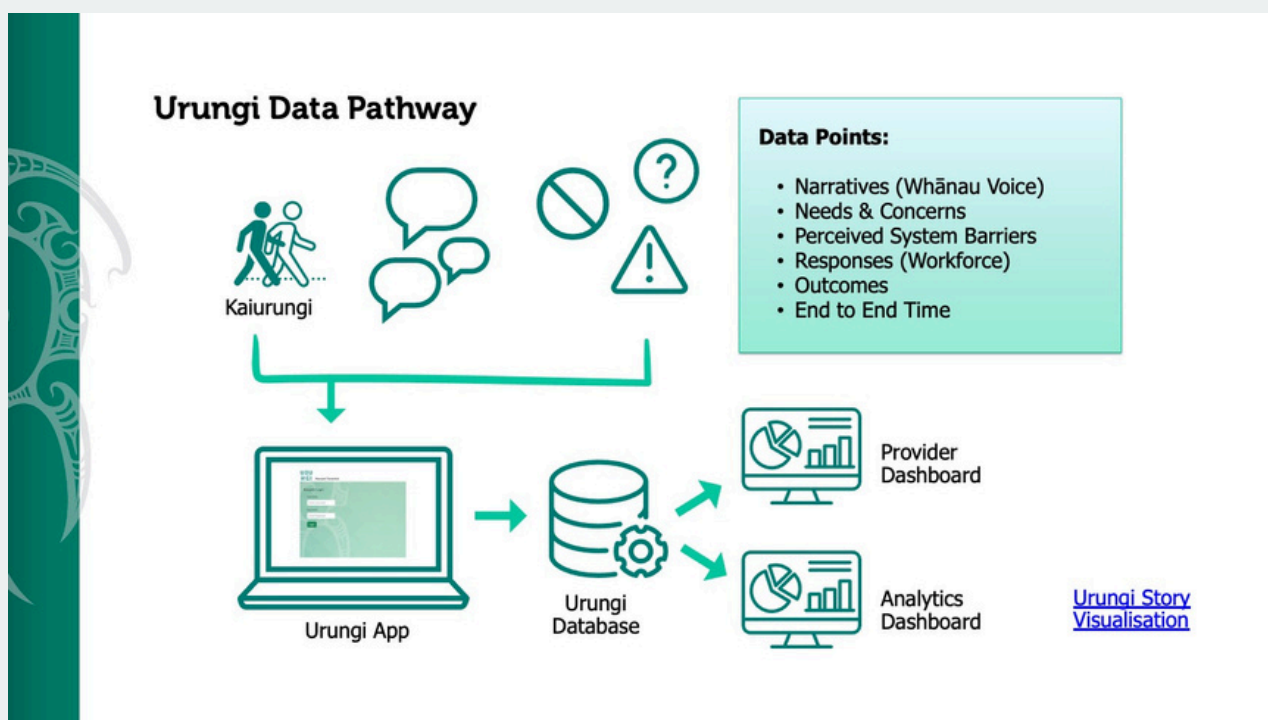 Urungi Data Pathway
Data Points:
• Narratives (Whānau Voice)
• Needs & Concerns
• Perceived System Barriers
• Responses (Workforce)
• Outcomes
• End to End Time
?
!
Kaiurungi
Urungi App
Urungi
Database
Provider
Dashboard
Analytics
Dashboard
Urungi Story
Visualisation